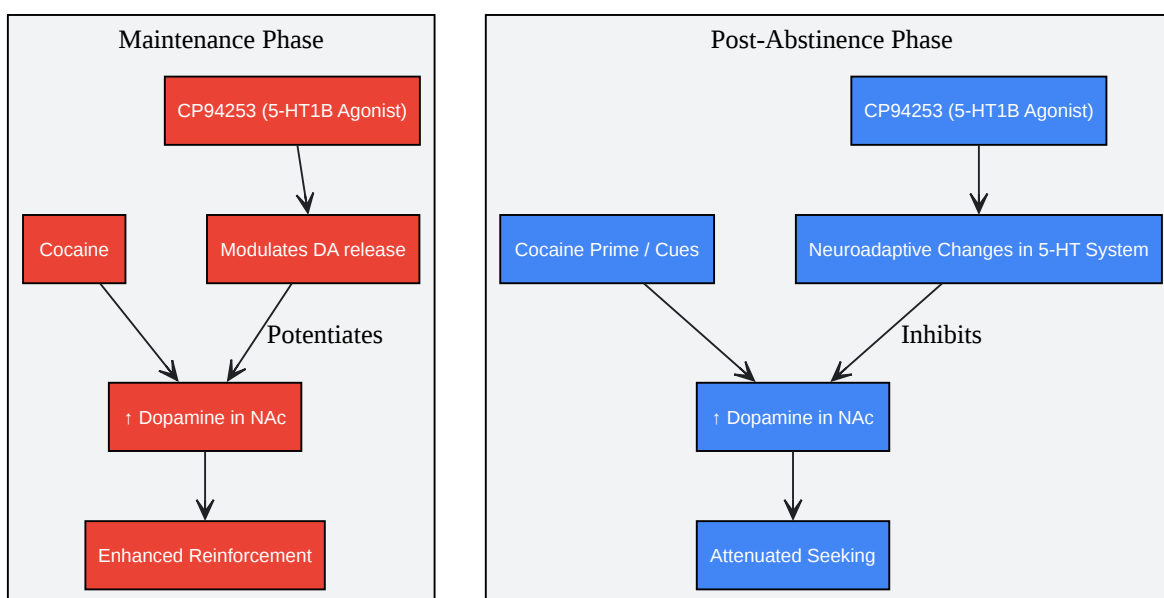 Maintenance Phase
CP94253 (5-HT1B Agonist)
Cocaine
Modulates DA release
Potentiates
↑ Dopamine in NAc
Enhanced Reinforcement
Post-Abstinence Phase
CP94253 (5-HT1B Agonist)
Cocaine Prime / Cues
Neuroadaptive Changes in 5-HT System
Inhibits
↑ Dopamine in NAc
Attenuated Seeking